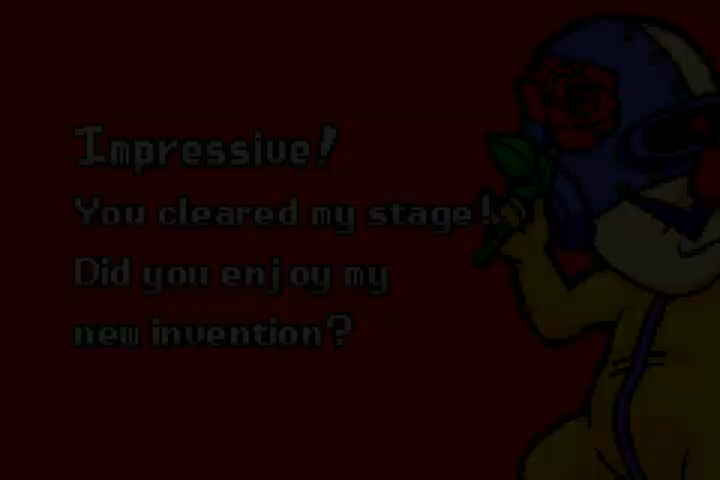 Impressive!
You cleared my stage!
Did you enjoy my
new invention?